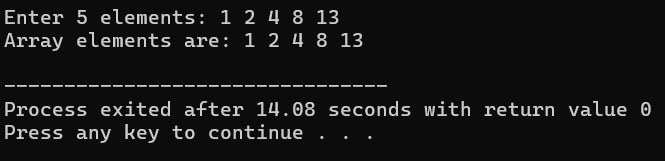 Enter 5 elements: 1 2 4 8 13
Array elements are: 1 2 4 8 13
--------------------------------
Process exited after 14.08 seconds with return value 0
Press any key to continue . . .